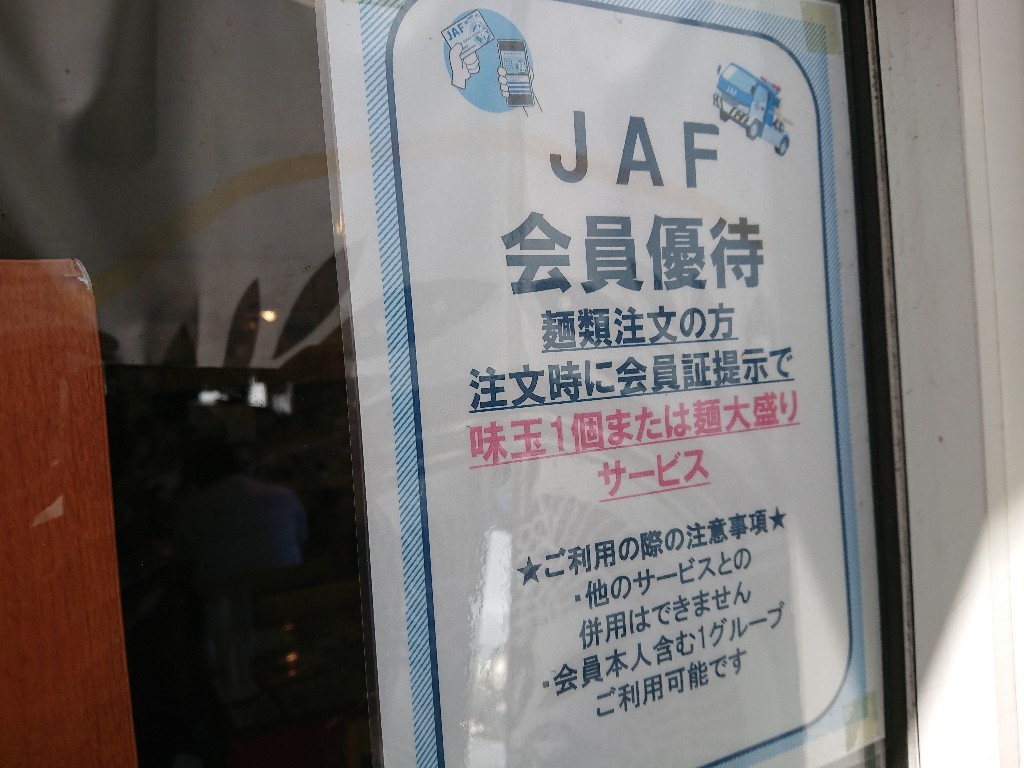 JAF
JAF
会員優待
麺類注文の方
注文時に会員証提示で
味玉1個または麺大盛り
サービス
★ご利用の際の注意事項★
・他のサービスとの
併用はできません
・会員本人含む1グループ
ご利用可能です